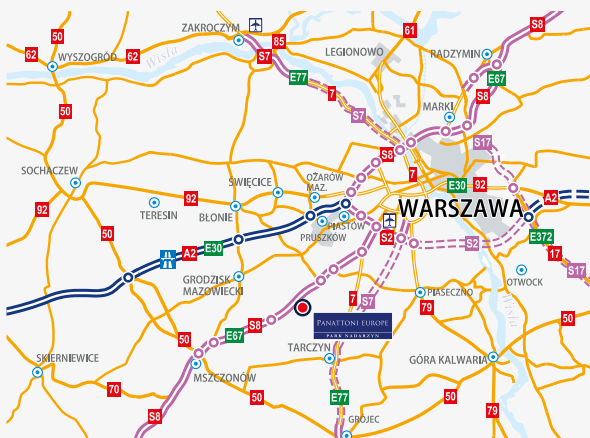 S8
ZAKROCZYM
61
50
85
LEGIONOWO
RADZYMIN
62
62
S7
WYSZOGRÓD
Wisła
E77
E67
7
S8
50
MARKI
S7
S17
S8
SOCHACZEW
7
OŻARÓW
MAZ.
ŚWIĘCICE
E30
92
92
A2
92
TERESIN
BŁONIE
WARSZAWA
PIASTÓW
PRUSZKÓW
50
S2
S2
E372
A2
E30
17
S17
GRODZISK
MAZOWIECKI
OTWOCK
PIASECZNO
7
S7
79
Wisła
S8
PANATTONI EUROPE
PARK NADARZYN
50
E67
50
TARCZYN
SKIERNIEWICE
GÓRA KALWARIA
MSZCZONÓW
70
50
E77
50
S8
79
GRÓJEC